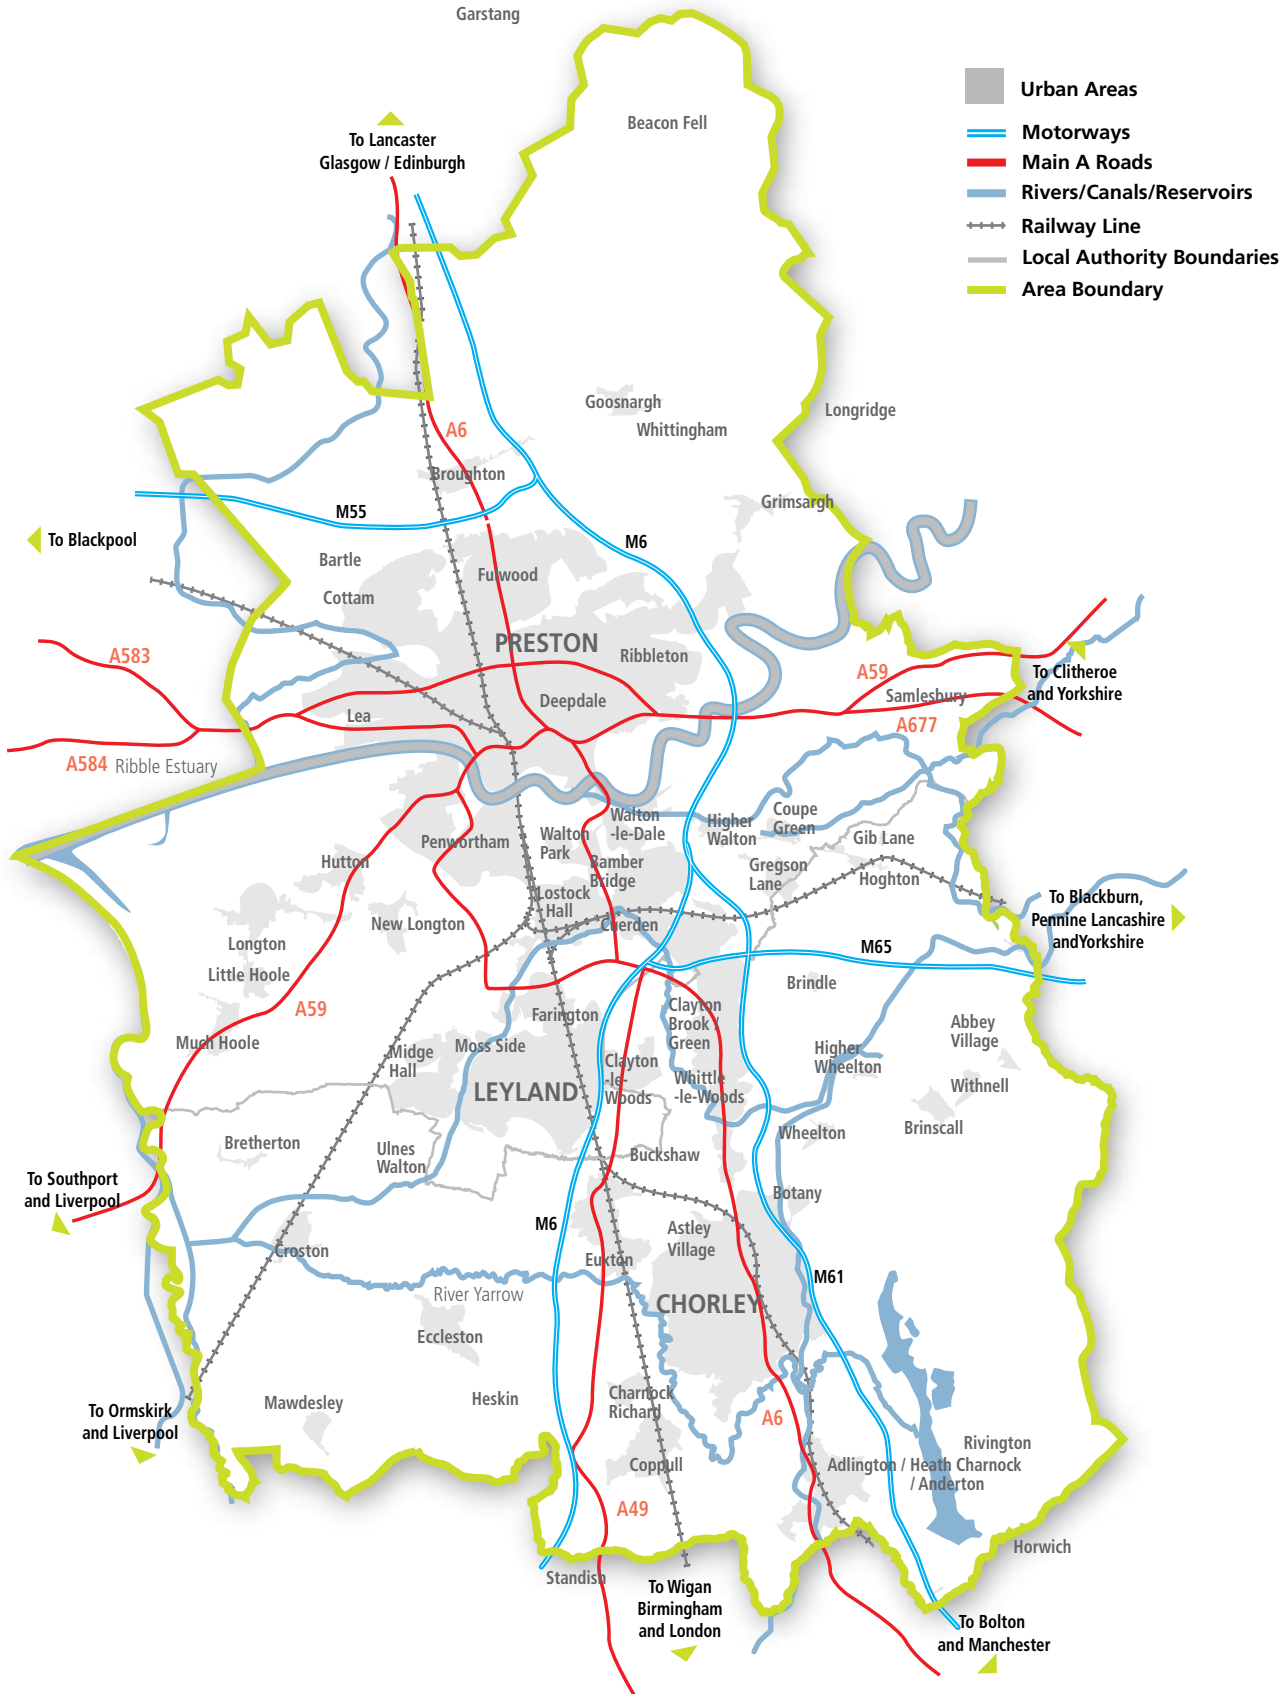 Garstang
Urban Areas
Motorways
Main A Roads
Rivers/Canals/Reservoirs
Railway Line
Local Authority Boundaries
Area Boundary
Beacon Fell
To Lancaster
Glasgow / Edinburgh
Goosnargh
Longridge
Whittingham
A6
Broughton
Grimsargh
M55
To Blackpool
M6
Bartle
Fulwood
Cottam
PRESTON
A583
Ribbleton
A59
To Clitheroe
and Yorkshire
Samlesbury
Deepdale
Lea
A677
A584
Ribble Estuary
Walton
-le-Dale
Higher
Walton
Coupe
Green
Gib Lane
Penwortham
Walton
Park
Hutton
Bamber
Bridge
Gregson
Lane
Hoghton
Lostock
Hall
To Blackburn,
Pennine Lancashire
andYorkshire
New Longton
Cuerden
Longton
M65
Little Hoole
Brindle
A59
Farington
Clayton
Brook /
Green
Abbey
Village
Much Hoole
Midge
Hall
Moss Side
Clayton
-le-
Woods
Higher
Wheelton
Whittle
-le-Woods
Withnell
LEYLAND
Brinscall
Wheelton
Bretherton
Ulnes
Walton
Buckshaw
To Southport
and Liverpool
Botany
M6
Astley
Village
Croston
Euxton
M61
River Yarrow
CHORLEY
Eccleston
Mawdesley
Heskin
Charnock
Richard
To Ormskirk
and Liverpool
A6
Rivington
Coppull
Adlington / Heath Charnock
/ Anderton
A49
Horwich
Standish
To Wigan
Birmingham
and London
To Bolton
and Manchester